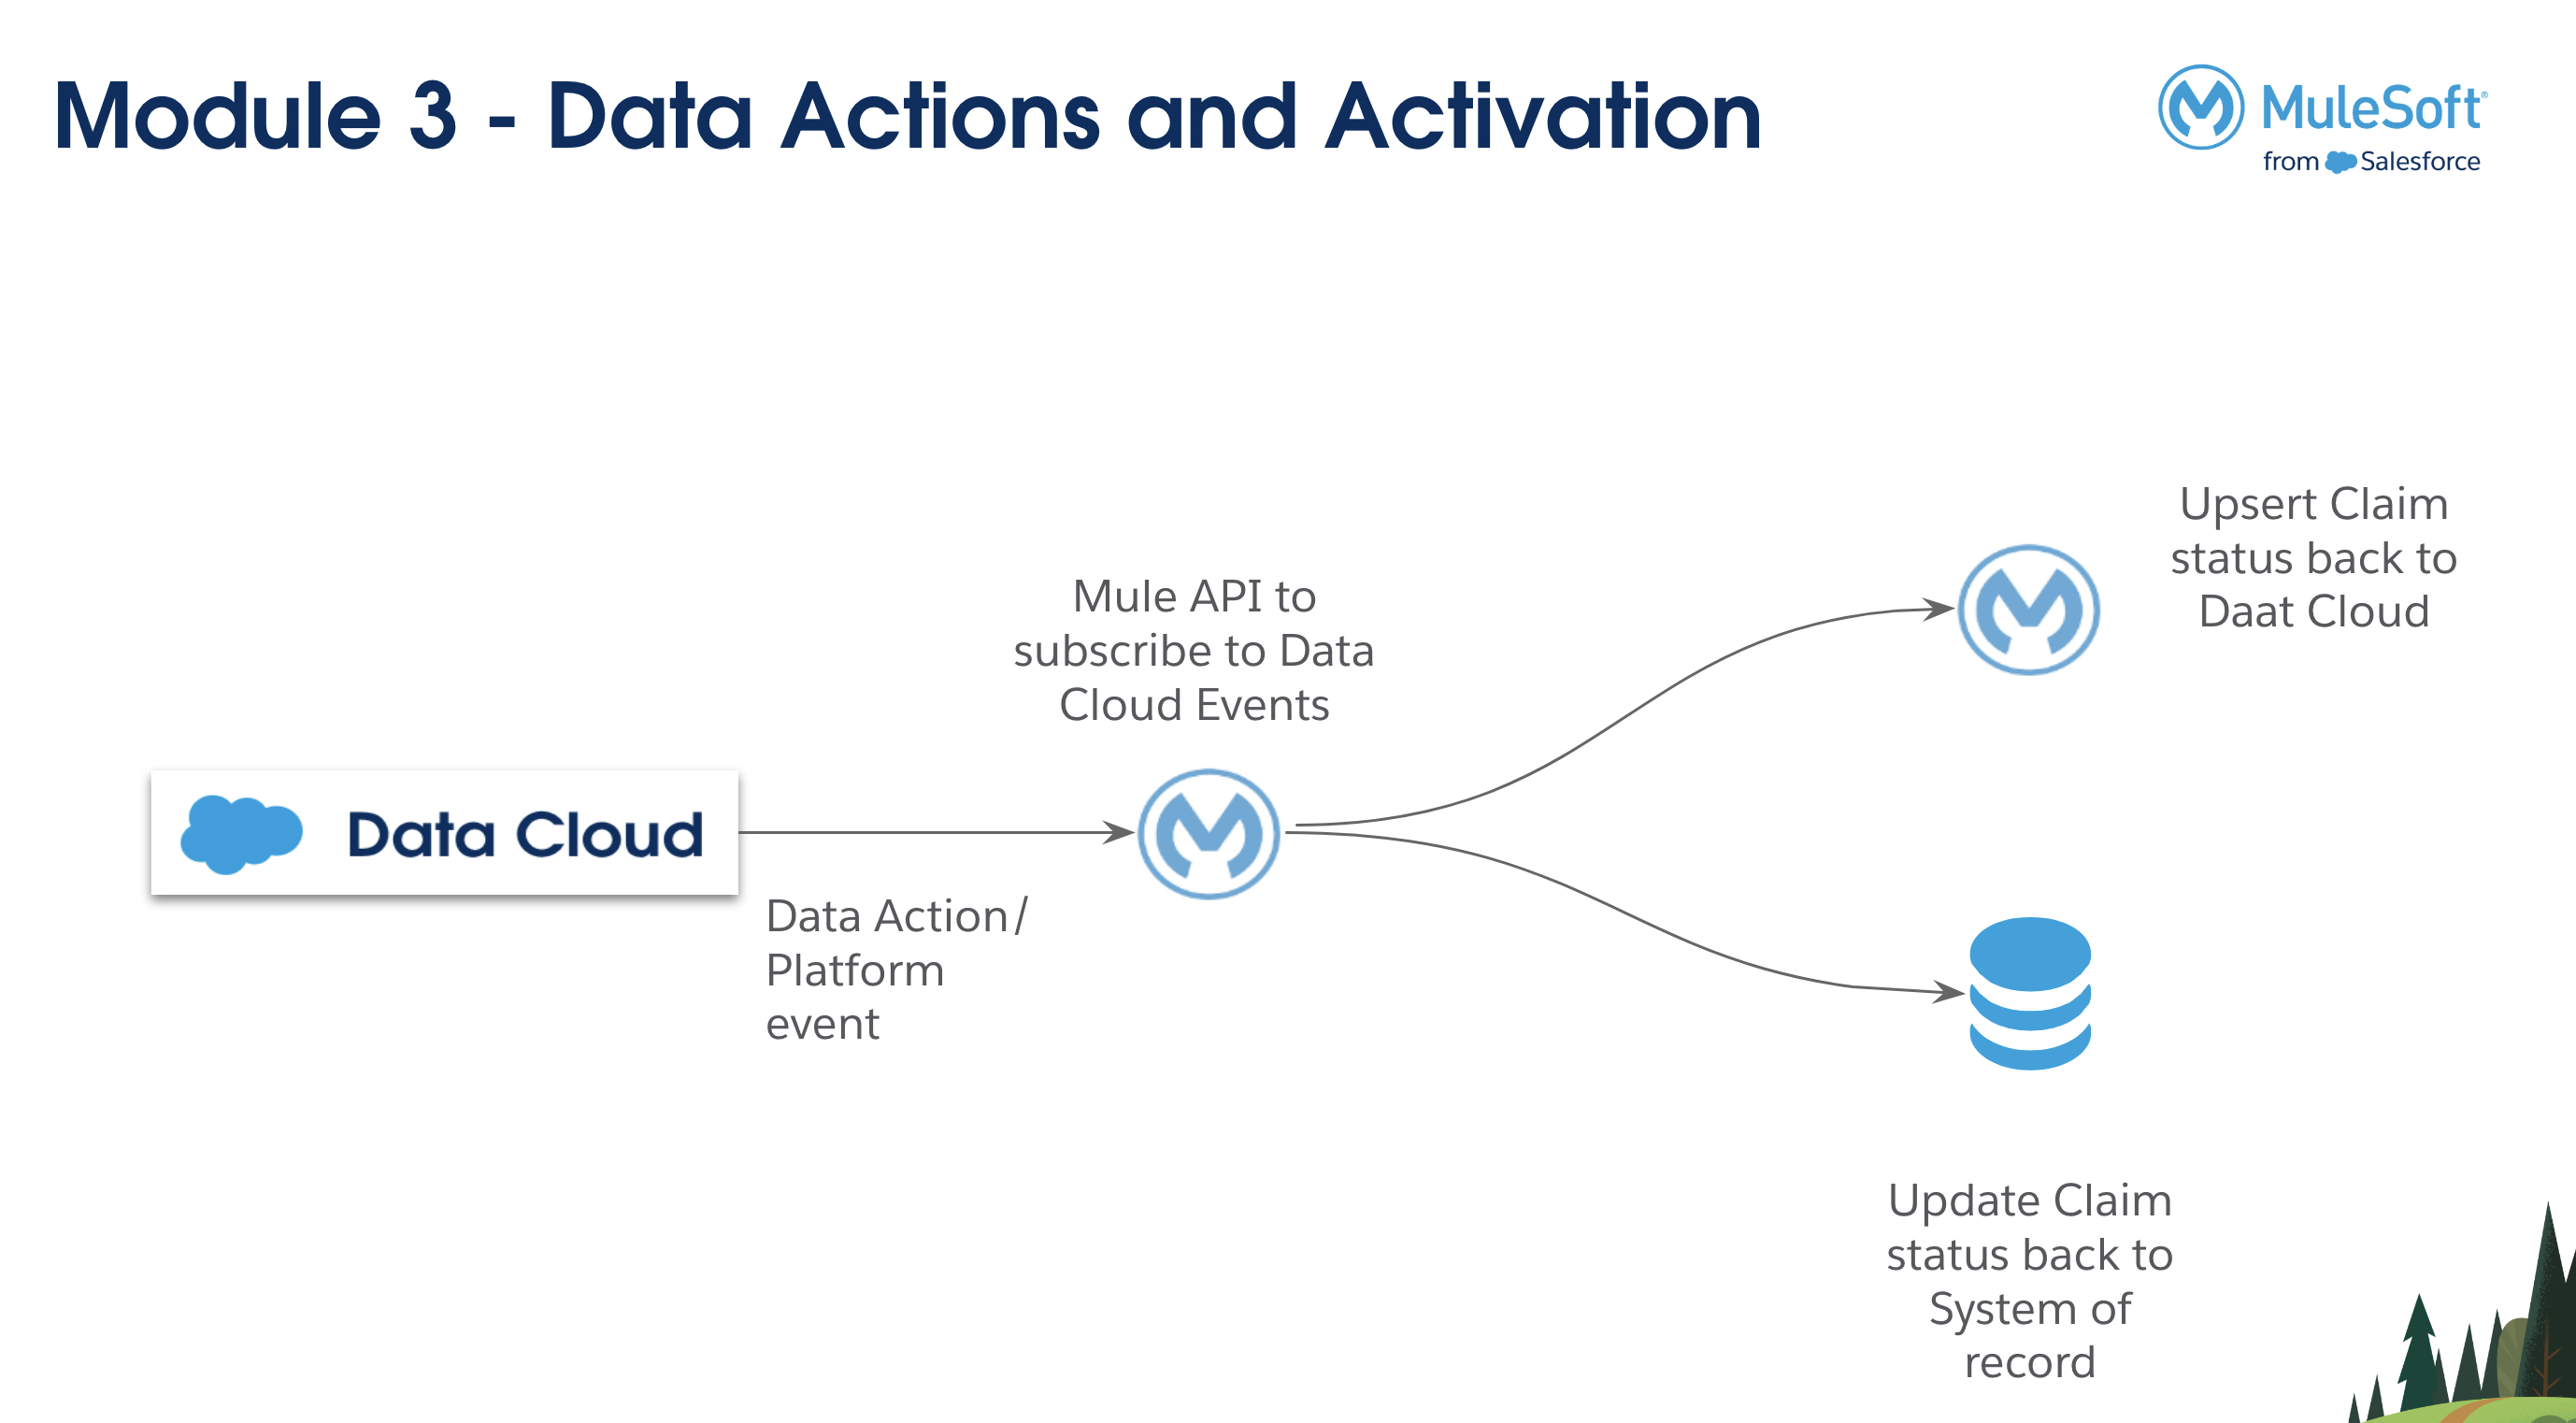 Module 3 - Data Actions and Activation
MuleSoft®
from Salesforce
Upsert Claim
status back to
Daat Cloud
Mule API to
subscribe to Data
Cloud Events
Data Cloud
Data Action/
Platform
event
Update Claim
status back to
System of
record